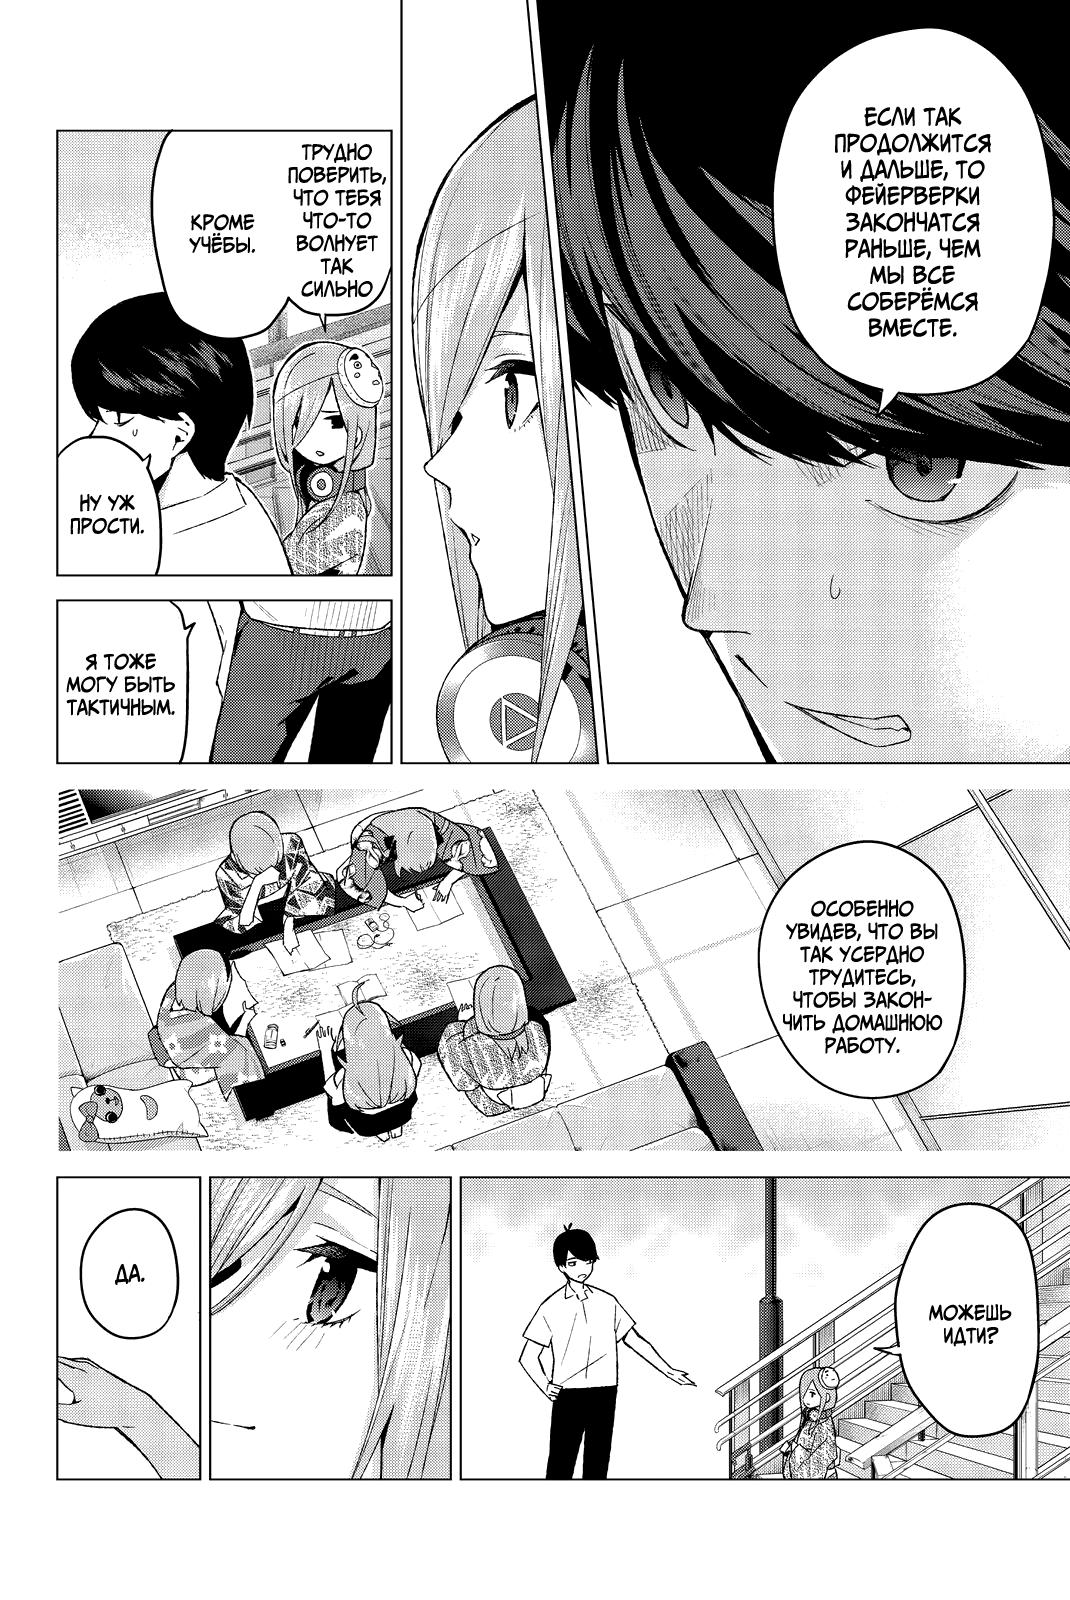 ЕСЛИ ТАК
ПРОДОЛЖИТСЯ
И ДАЛЬШЕ, ТО
ФЕЙЕРВЕРКИ
ЗАКОНЧАТСЯ
РАНЬШЕ, ЧЕМ
МЫ ВСЕ
СОБЕРЁМСЯ
ВМЕСТЕ.
ТРУДНО
ПОВЕРИТЬ,
ЧТО ТЕБЯ
ЧТО-ТО
ВОЛНУЕТ
ТАК
СИЛЬНО
КРОМЕ
УЧЁБЫ.
НУ УЖ
ПРОСТИ.
Я ТОЖЕ
МОГУ БЫТЬ
ТАКТИЧНЫМ.
ОСОБЕННО
УВИДЕВ, ЧТО ВЫ
ТАК УСЕРДНО
ТРУДИТЕСЬ,
ЧТОБЫ ЗАКОН-
ЧИТЬ ДОМАШНЮЮ
РАБОТУ.
МОЖЕШЬ
ИДТИ?
ДА.